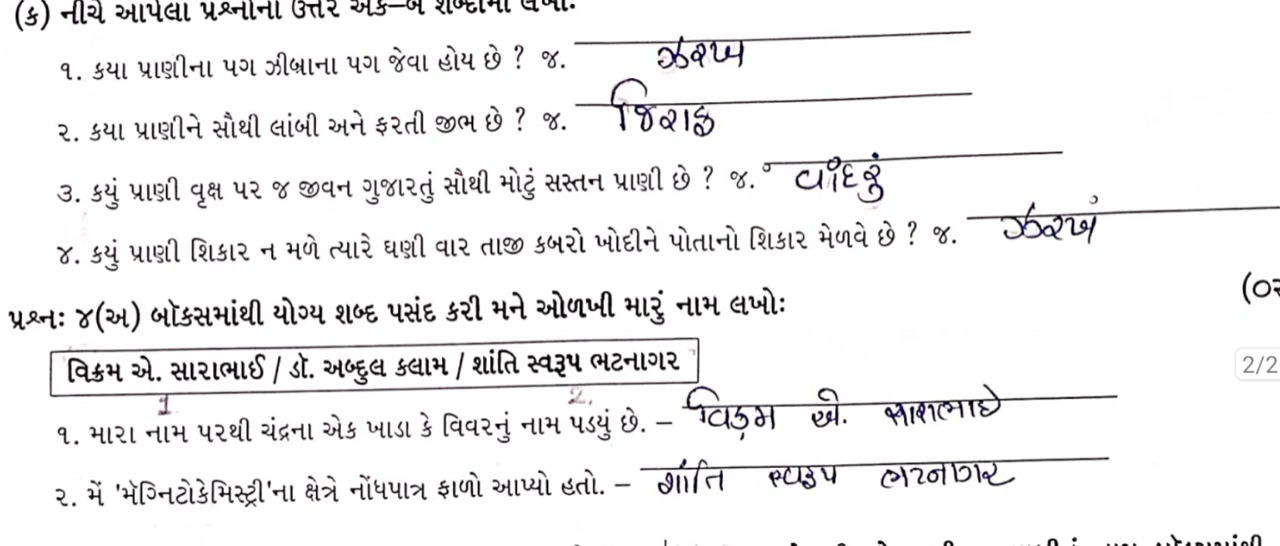 (ક) નીચે આપેલા પ્રશ્નોના ઉત્તર એક–બે શબ્દોમાં લખો:
૧. કયા પ્રાણીના પગ ઝીબ્રાના પગ જેવા હોય છે ? જ. ઝરખ
૨. કયા પ્રાણીને સૌથી લાંબી અને ફરતી જીભ છે ? જ. જિરાફ
૩. કયું પ્રાણી વૃક્ષ પર જ જીવન ગુજારતું સૌથી મોટું સસ્તન પ્રાણી છે ? જ. વાંદરું
૪. કયું પ્રાણી શિકાર ન મળે ત્યારે ઘણી વાર તાજી કબરો ખોદીને પોતાનો શિકાર મેળવે છે ? જ. ઝરખ
પ્રશ્ન: ૪(અ) બૉક્સમાંથી યોગ્ય શબ્દ પસંદ કરી મને ઓળખી મારું નામ લખો:
વિક્રમ એ. સારાભાઈ / ડૉ. અબ્દુલ કલામ / શાંતિ સ્વરૂપ ભટનાગર
2/2
1 2.
૧. મારા નામ પરથી ચંદ્રના એક ખાડા કે વિવરનું નામ પડયું છે. – વિક્રમ એ. સારાભાઈ
૨. મેં 'મૅગ્નિટોકેમિસ્ટ્રી'ના ક્ષેત્રે નોંધપાત્ર ફાળો આપ્યો હતો. – શાંતિ સ્વરૂપ ભટનાગર